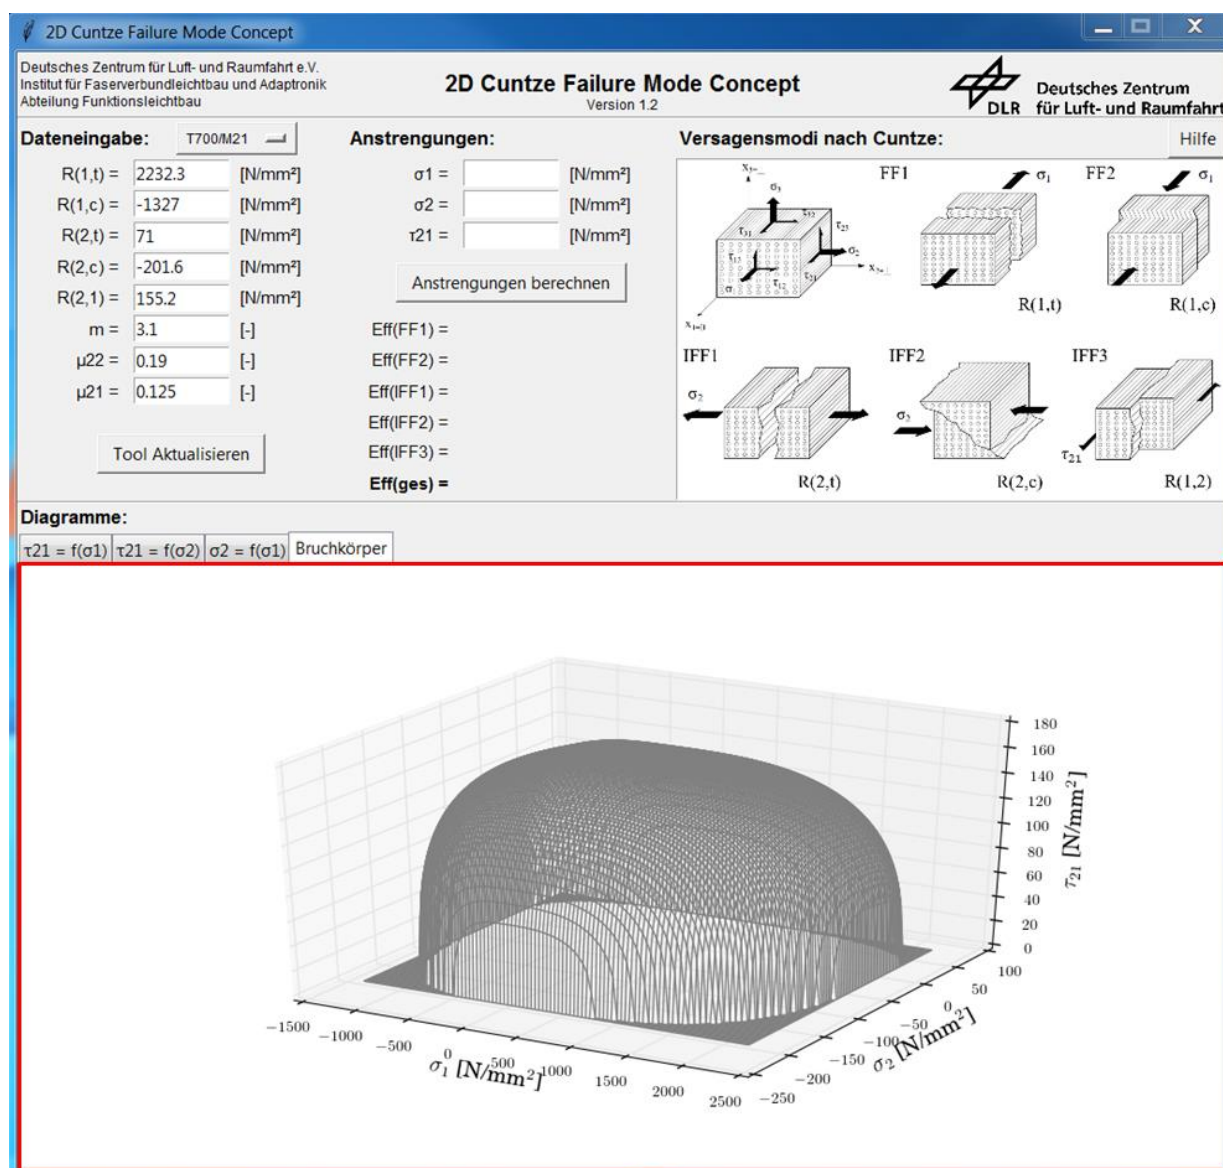 2D Cuntze Failure Mode Concept
Deutsches Zentrum für Luft- und Raumfahrt e.V.
Institut für Faserverbundleichtbau und Adaptronik
Abteilung Funktionsleichtbau
2D Cuntze Failure Mode Concept
Version 1.2
DLR
Deutsches Zentrum
für Luft- und Raumfahrt
Dateneingabe: T700/M21
R(1,t) = 2232.3 [N/mm²]
R(1,c) = -1327 [N/mm²]
R(2,t) = 71 [N/mm²]
R(2,c) = -201.6 [N/mm²]
R(2,1) = 155.2 [N/mm²]
m = 3.1 [-]
μ22 = 0.19 [-]
μ21 = 0.125 [-]
Tool Aktualisieren
Anstrengungen:
σ1 = [N/mm²]
σ2 = [N/mm²]
τ21 = [N/mm²]
Anstrengungen berechnen
Eff(FF1) =
Eff(FF2) =
Eff(IFF1) =
Eff(IFF2) =
Eff(IFF3) =
Eff(ges) =
Versagensmodi nach Cuntze:
Hilfe
FF1
σ1
R(1,t)
FF2
σ1
R(1,c)
IFF1
σ2
R(2,t)
IFF2
σ2
R(2,c)
IFF3
τ21
R(1,2)
Diagramme:
τ21 = f(σ1) τ21 = f(σ2) σ2 = f(σ1) Bruchkörper
180
160
140
120
100
80
60
40
20
0
τ21 [N/mm²]
100
50
0
−50
−100
−150
−200
−250
σ2 [N/mm²]
−1500
−1000
−500
0
500
1000
1500
2000
2500
σ1 [N/mm²]